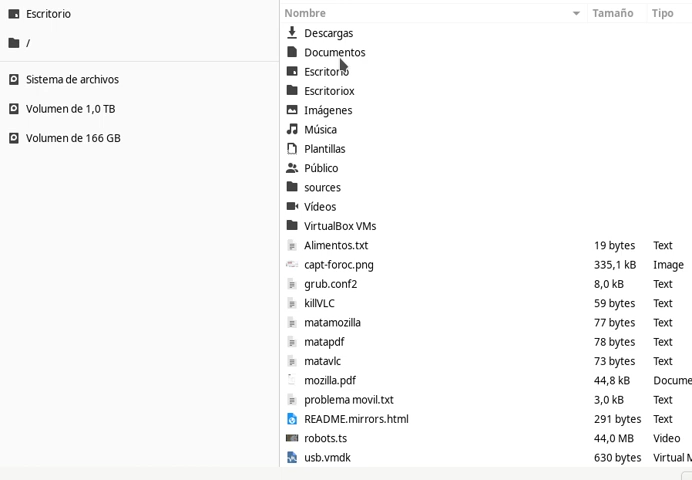 Escritorio
/
Sistema de archivos
Volumen de 1,0 TB
Volumen de 166 GB
Nombre Tamaño Tipo
Descargas
Documentos
Escritorio
Escritoriox
Imágenes
Música
Plantillas
Público
sources
Vídeos
VirtualBox VMs
Alimentos.txt 19 bytes Text
capt-foroc.png 335,1 kB Image
grub.conf2 8,0 kB Text
killVLC 59 bytes Text
matamozilla 77 bytes Text
matapdf 78 bytes Text
matavlc 73 bytes Text
mozilla.pdf 44,8 kB Docume
problema movil.txt 3,0 kB Text
README.mirrors.html 291 bytes Text
robots.ts 44,0 MB Video
usb.vmdk 630 bytes Virtual M